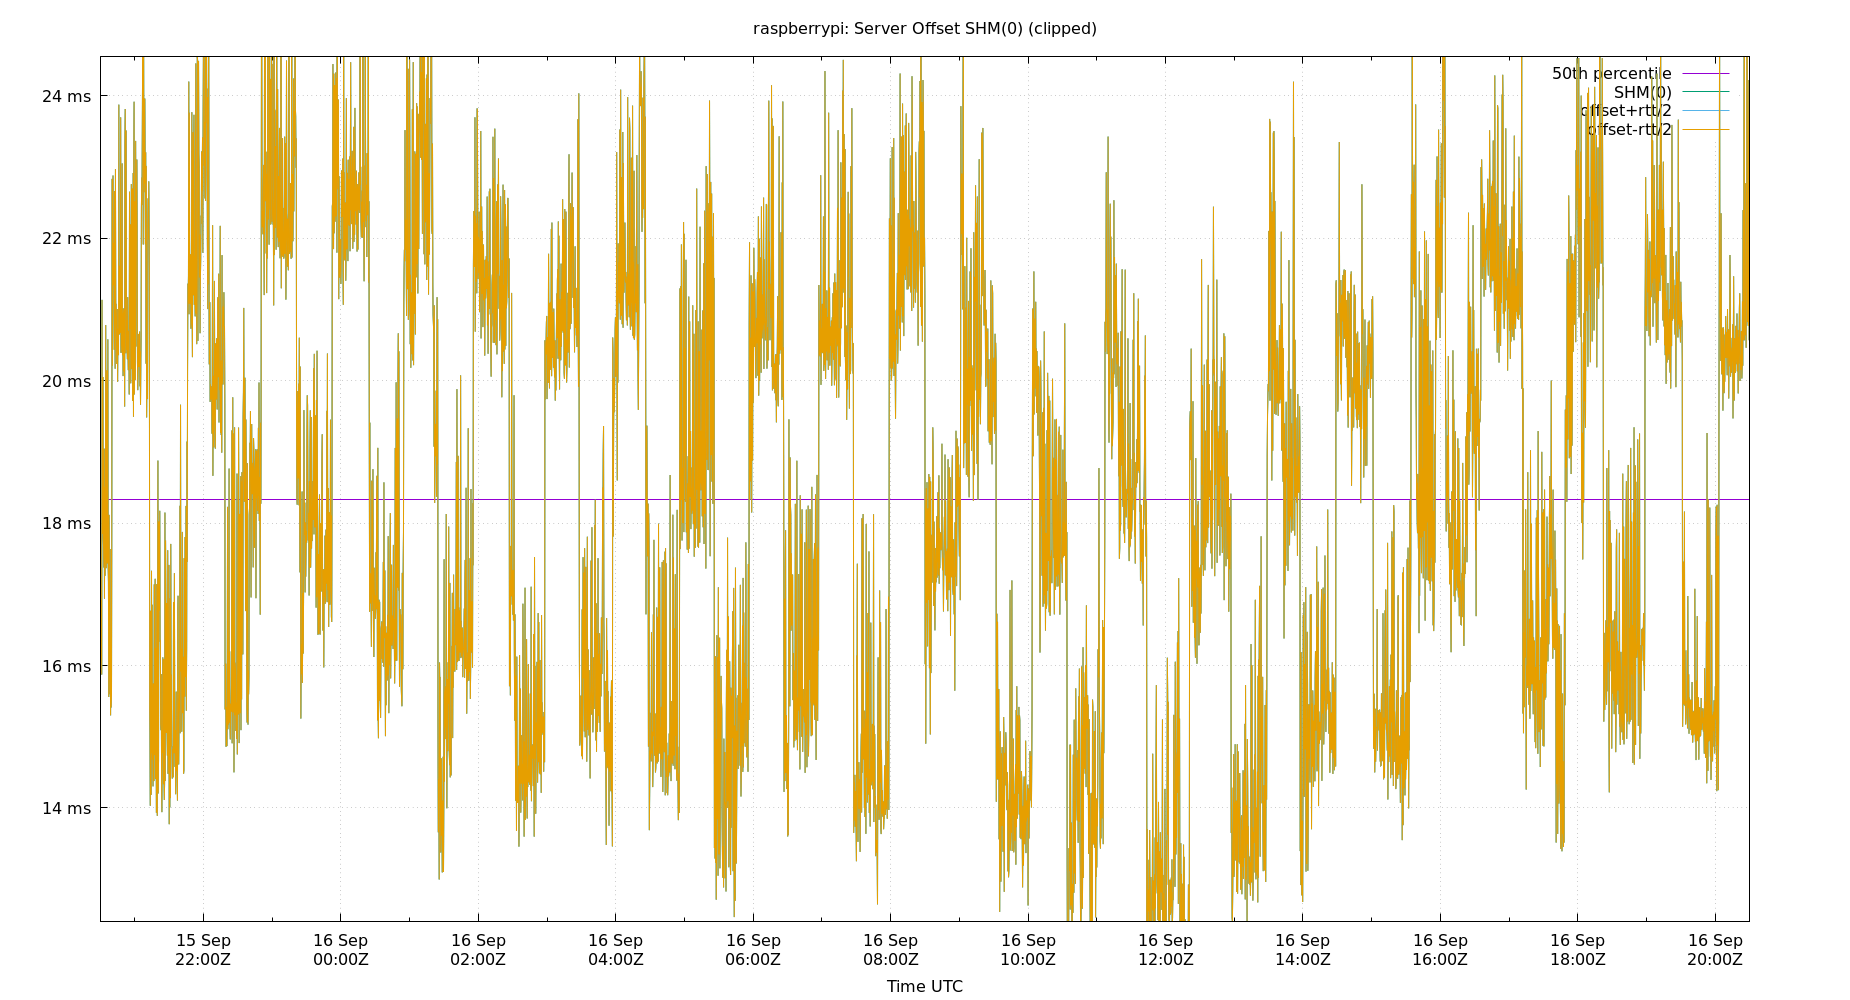 raspberrypi: Server Offset SHM(0) (clipped)
50th percentile
SHM(0)
offset+rtt/2
offset-rtt/2
24 ms
22 ms
20 ms
18 ms
16 ms
14 ms
15 Sep 16 Sep 16 Sep 16 Sep 16 Sep 16 Sep 16 Sep 16 Sep 16 Sep 16 Sep 16 Sep 16 Sep
22:00Z 00:00Z 02:00Z 04:00Z 06:00Z 08:00Z 10:00Z 12:00Z 14:00Z 16:00Z 18:00Z 20:00Z
Time UTC